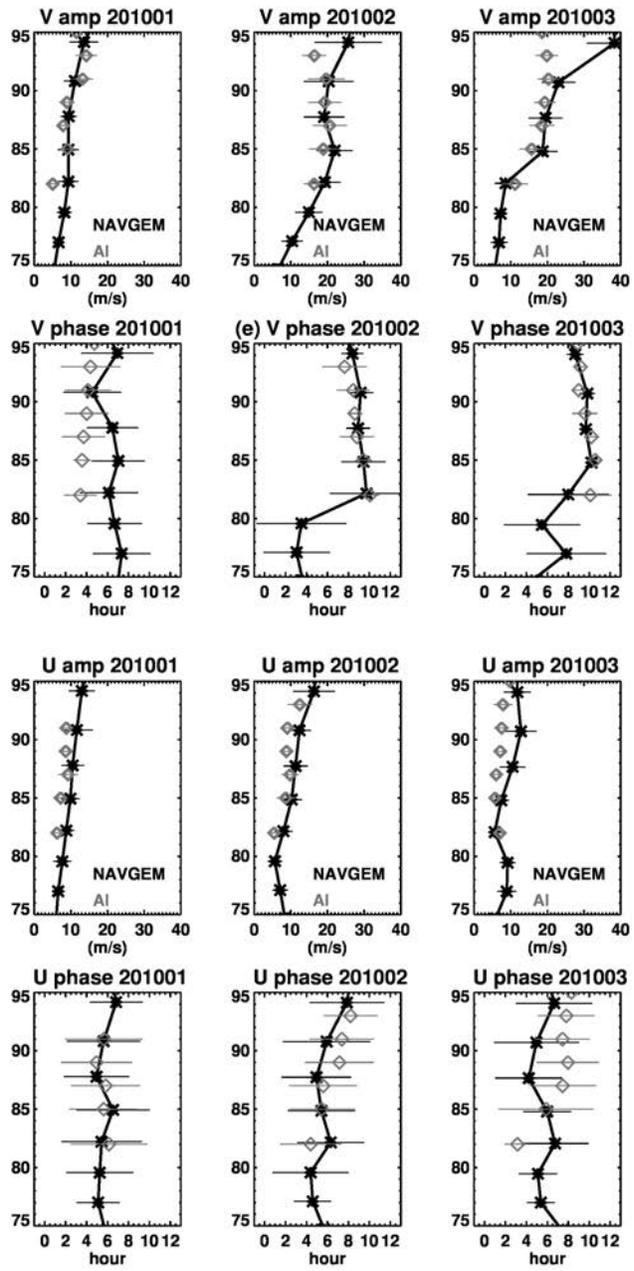 V amp 201001 V amp 201002 V amp 201003
95 95 95
90 90 90
85 85 85
80 80 80
NAVGEM NAVGEM NAVGEM
Al Al Al
75 75 75
0 10 20 30 40 0 10 20 30 40 0 10 20 30 40
(m/s) (m/s) (m/s)
V phase 201001 (e) V phase 201002 V phase 201003
95 95 95
90 90 90
85 85 85
80 80 80
75 75 75
0 2 4 6 8 10 12 0 2 4 6 8 10 12 0 2 4 6 8 10 12
hour hour hour
U amp 201001 U amp 201002 U amp 201003
95 95 95
90 90 90
85 85 85
80 80 80
NAVGEM NAVGEM NAVGEM
Al Al Al
75 75 75
0 10 20 30 40 0 10 20 30 40 0 10 20 30 40
(m/s) (m/s) (m/s)
U phase 201001 U phase 201002 U phase 201003
95 95 95
90 90 90
85 85 85
80 80 80
75 75 75
0 2 4 6 8 10 12 0 2 4 6 8 10 12 0 2 4 6 8 10 12
hour hour hour